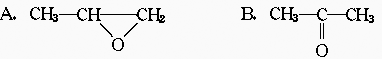 A. CH₃—CH—CH₂ B. CH₃—C—CH₃
O O